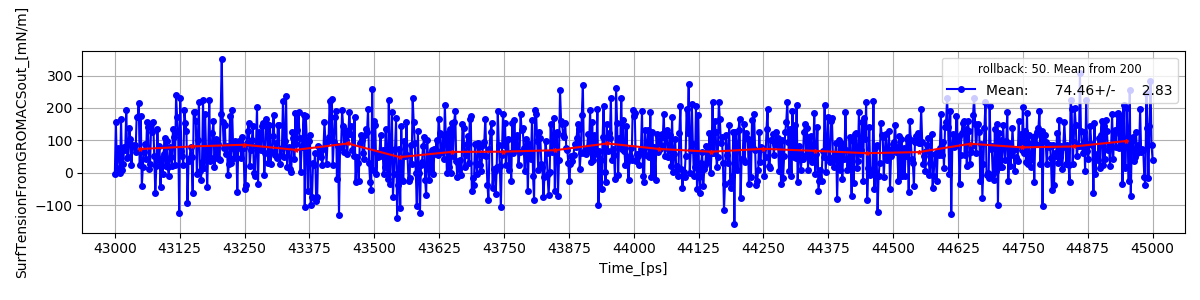 SurfTensionFromGROMACSout_[mN/m]
rollback: 50. Mean from 200
Mean: 74.46+/- 2.83
300
200
100
0
−100
43000 43125 43250 43375 43500 43625 43750 43875 44000 44125 44250 44375 44500 44625 44750 44875 45000
Time_[ps]